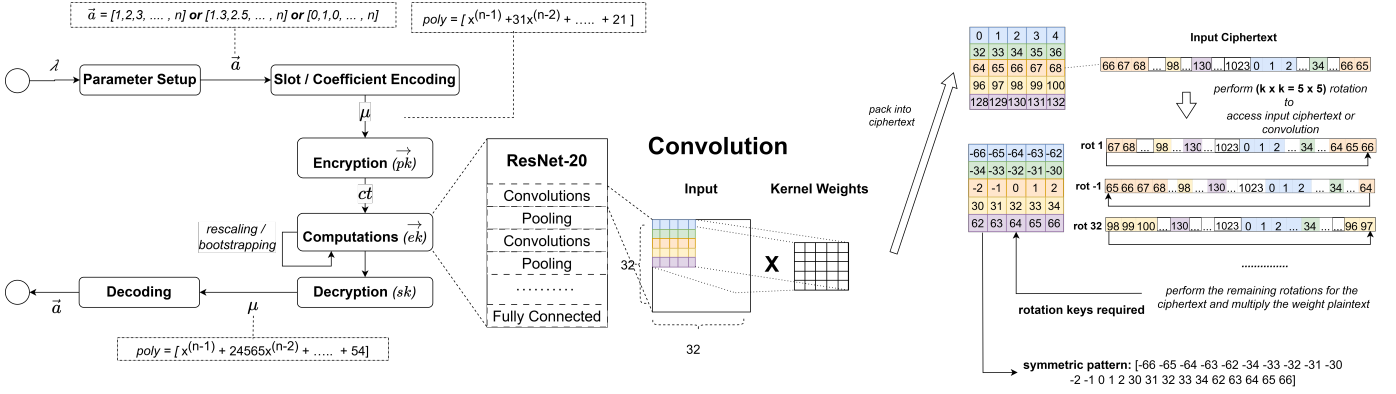 a⃗ = [1,2,3, .... , n] or [1.3,2.5, ... , n] or [0,1,0, ... , n]
poly = [ x^(n-1) +31x^(n-2) + ..... + 21 ]
λ
Parameter Setup
a⃗
Slot / Coefficient Encoding
μ
Encryption (pk)
ct
rescaling /
bootstrapping
Computations (ek)
Decoding
Decryption (sk)
a⃗
μ
poly = [ x^(n-1) + 24565x^(n-2) + ..... + 54]
ResNet-20
Convolutions
Pooling
Convolutions
Pooling
.........
Fully Connected
Convolution
Input
Kernel Weights
32
X
32
pack into
ciphertext
0 1 2 3 4
32 33 34 35 36
64 65 66 67 68
96 97 98 99 100
128 129 130 131 132
Input Ciphertext
66 67 68 ... 98 ... 130 ... 1023 0 1 2 ... 34 ... 66 65
perform (k x k = 5 x 5) rotation
to
access input ciphertext or
convolution
-66 -65 -64 -63 -62
-34 -33 -32 -31 -30
-2 -1 0 1 2
30 31 32 33 34
62 63 64 65 66
rot 1
67 68 ... 98 ... 130 ... 1023 0 1 2 ... 34 ... 64 65 66
rot -1
65 66 67 68 ... 98 ... 130 ... 1023 0 1 2 ... 34 ... 64
rot 32
98 99 100 ... 130 ... 1023 0 1 2 ... 34 ... 96 97
...............
rotation keys required
perform the remaining rotations for the
ciphertext and multiply the weight plaintext
symmetric pattern: [-66 -65 -64 -63 -62 -34 -33 -32 -31 -30
-2 -1 0 1 2 30 31 32 33 34 62 63 64 65 66]